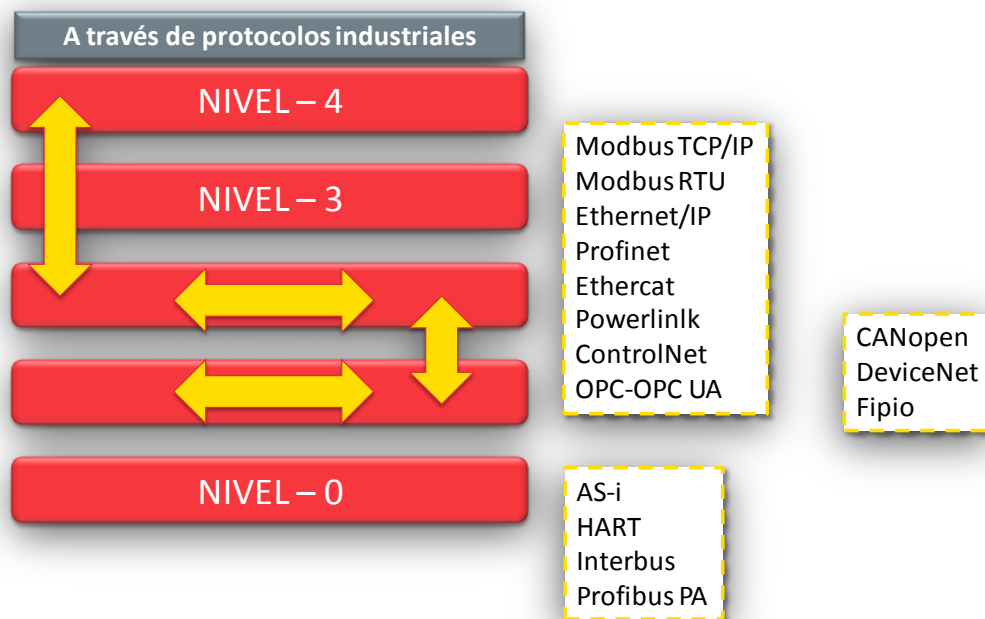 A través de protocolos industriales
NIVEL – 4
NIVEL – 3
NIVEL – 0
Modbus TCP/IP
Modbus RTU
Ethernet/IP
Profinet
Ethercat
Powerlinlk
ControlNet
OPC-OPC UA
CANopen
DeviceNet
Fipio
AS-i
HART
Interbus
Profibus PA